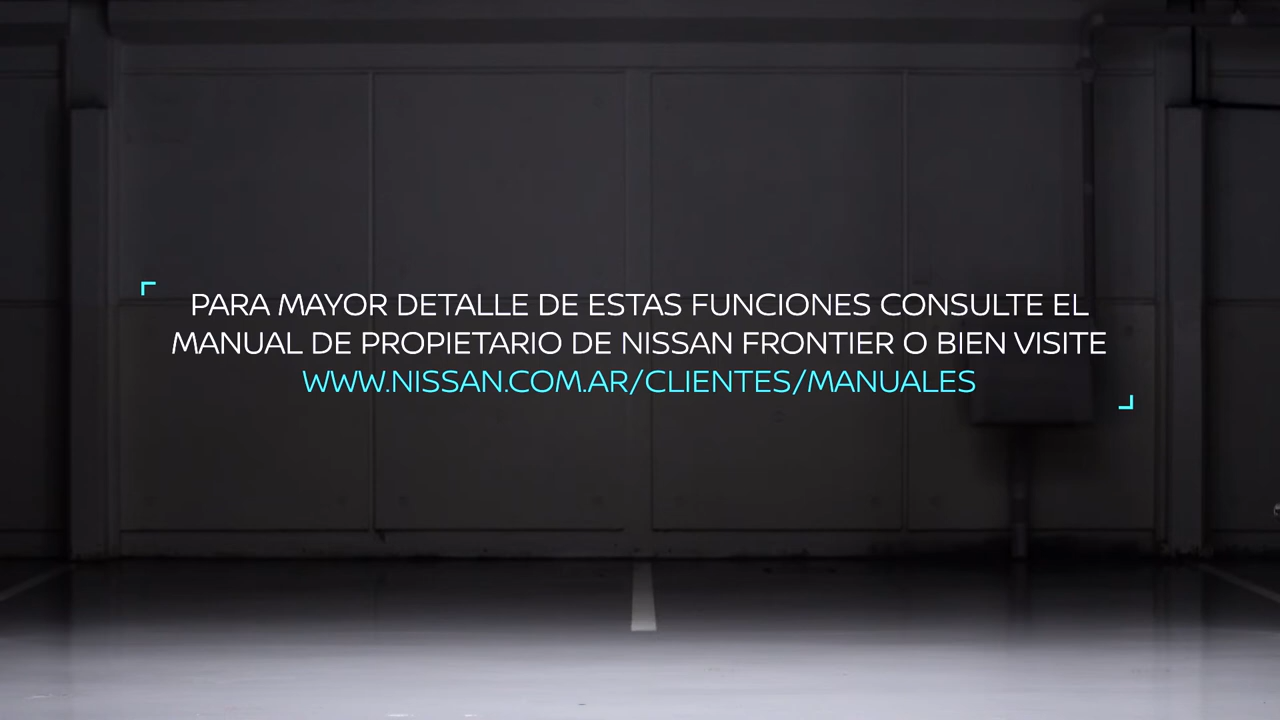 PARA MAYOR DETALLE DE ESTAS FUNCIONES CONSULTE EL
MANUAL DE PROPIETARIO DE NISSAN FRONTIER O BIEN VISITE
WWW.NISSAN.COM.AR/CLIENTES/MANUALES